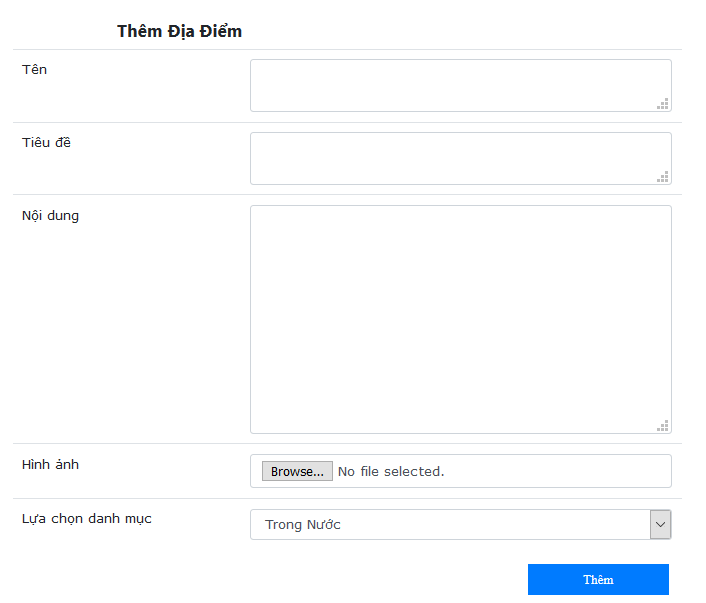 Thêm Địa Điểm
Tên
Tiêu đề
Nội dung
Hình ảnh
Browse... No file selected.
Lựa chọn danh mục
Trong Nước
Thêm